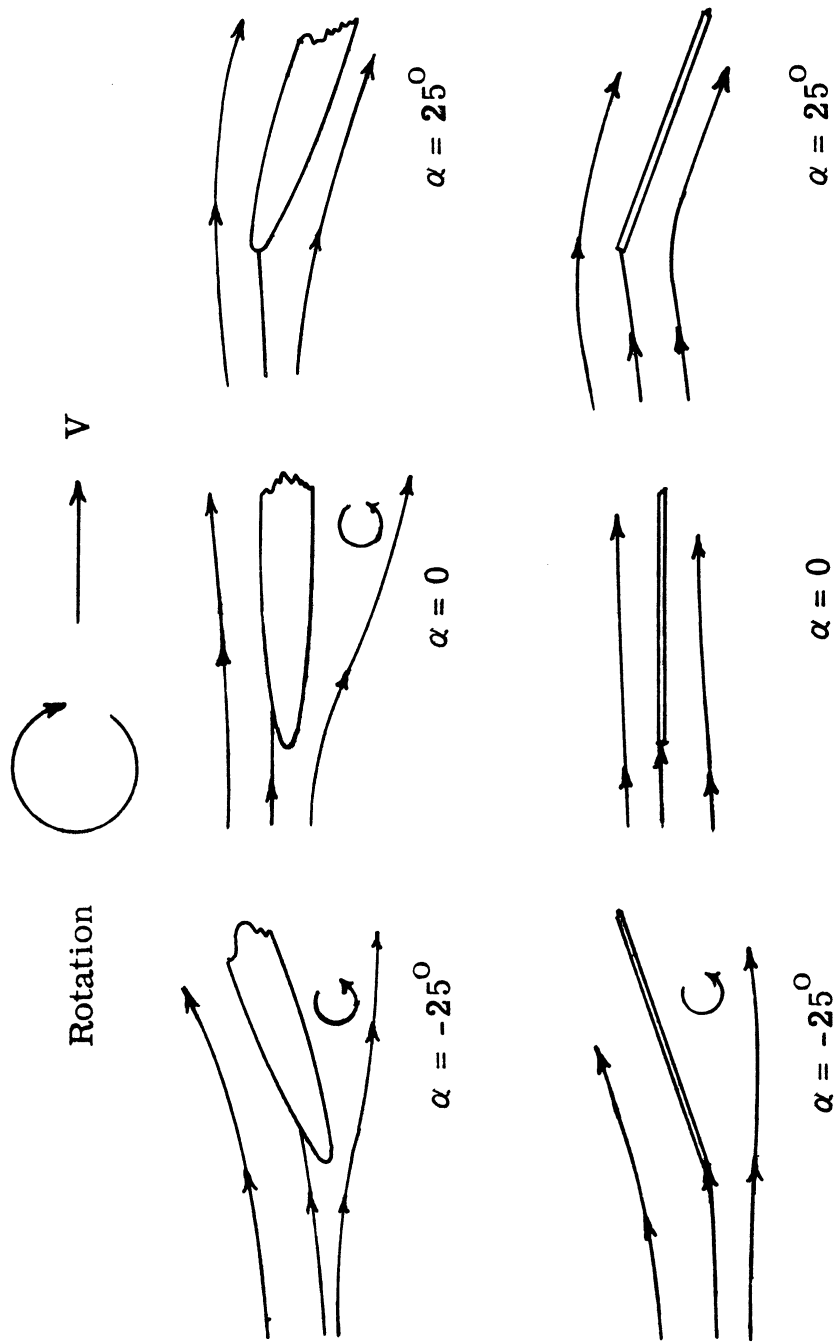 Rotation
V
α = -25°
α = 0
α = 25°
α = -25°
α = 0
α = 25°